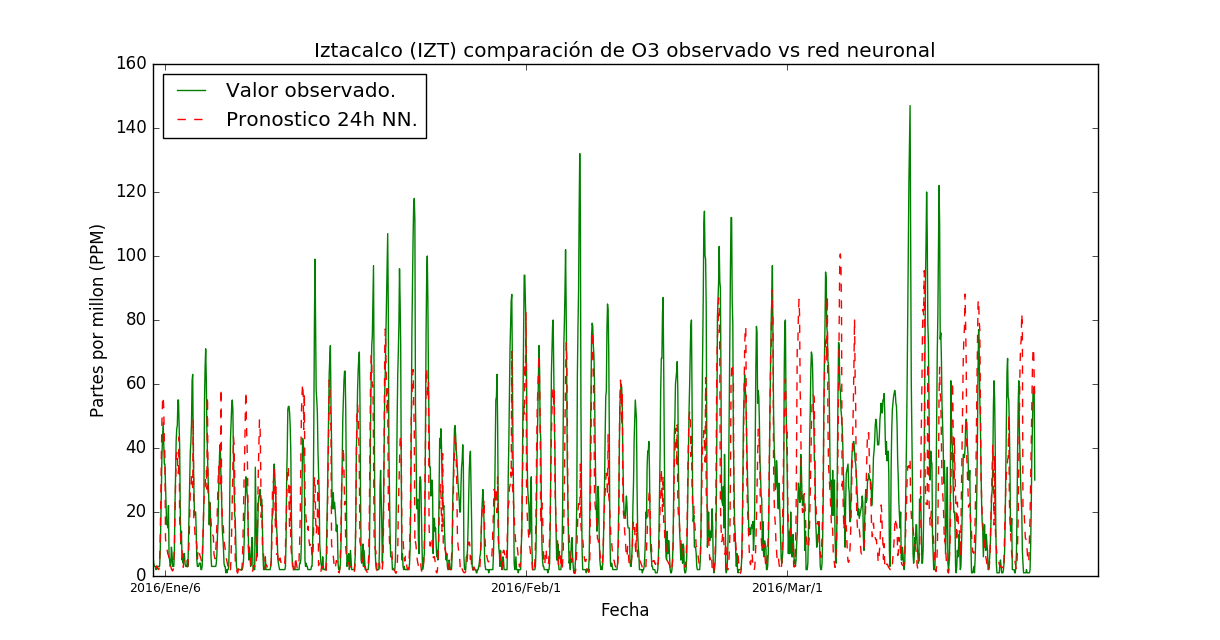 Iztacalco (IZT) comparación de O3 observado vs red neuronal
Valor observado.
Pronostico 24h NN.
Partes por millon (PPM)
160
140
120
100
80
60
40
20
0
2016/Ene/6
2016/Feb/1
2016/Mar/1
Fecha